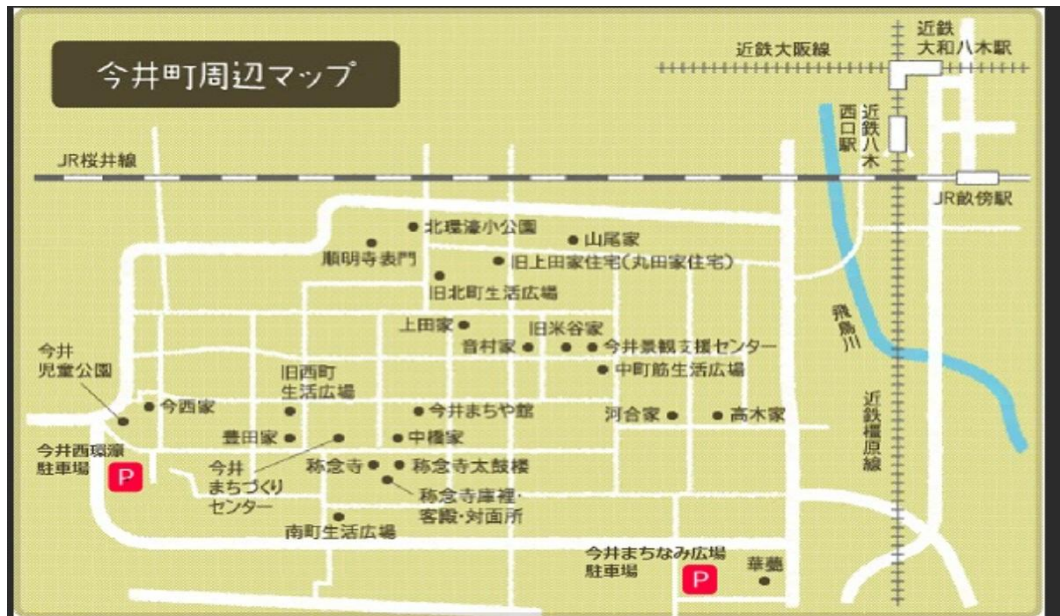 今井町周辺マップ
近鉄大阪線
近鉄
大和八木駅
近鉄八木
西口駅
JR桜井線
JR畝傍駅
北環濠小公園
山尾家
順明寺表門
旧上田家住宅(丸田家住宅)
旧北町生活広場
飛鳥川
上田家
旧米谷家
音村家
今井景観支援センター
今井
児童公園
旧西町
生活広場
中町筋生活広場
今西家
今井まちや館
河合家
高木家
近鉄橿原線
豊田家
中橋家
今井西環濠
駐車場
P
今井
まちづくり
センター
称念寺
称念寺太鼓楼
称念寺庫裡・
客殿・対面所
南町生活広場
今井まちなみ広場
駐車場
P
華甍